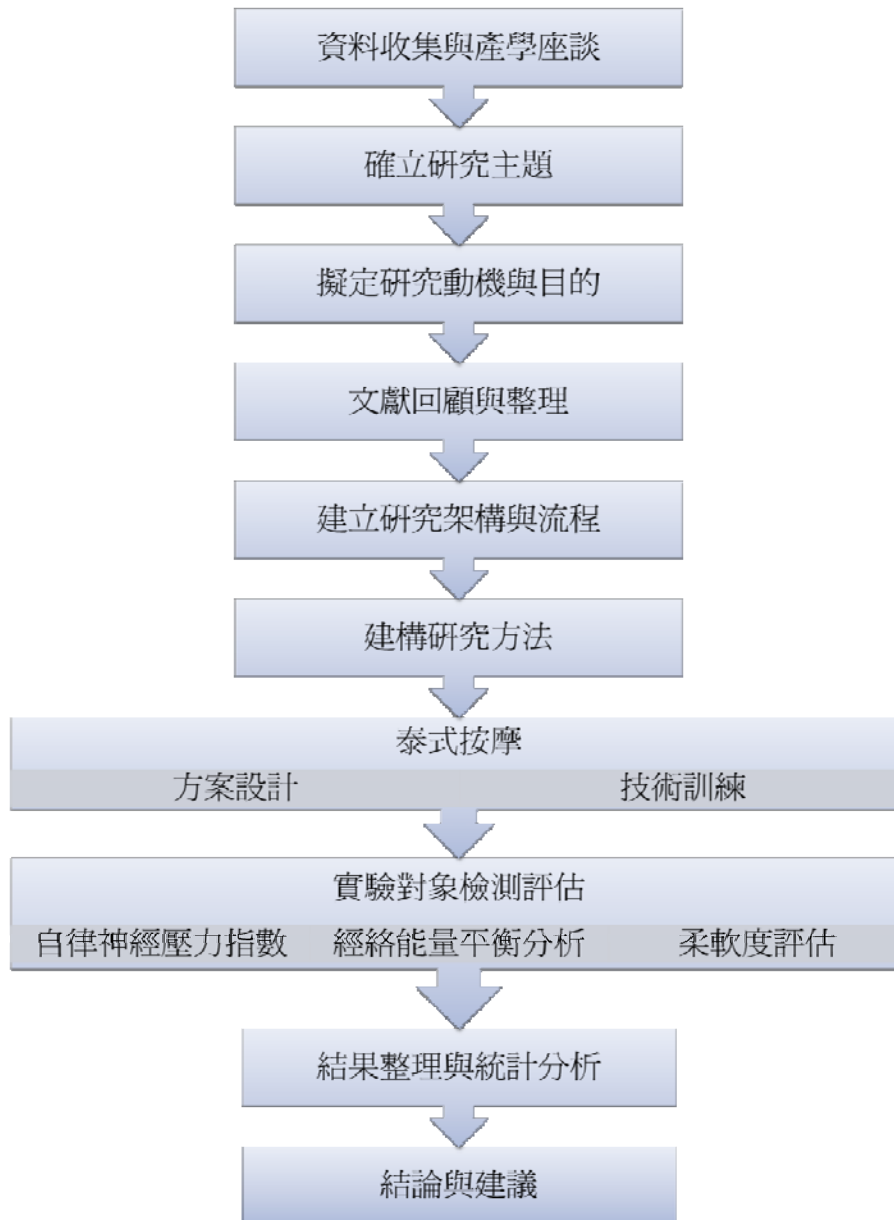 資料收集與產學座談
確立研究主題
擬定研究動機與目的
文獻回顧與整理
建立研究架構與流程
建構研究方法
泰式按摩
方案設計 技術訓練
實驗對象檢測評估
自律神經壓力指數 經絡能量平衡分析 柔軟度評估
結果整理與統計分析
結論與建議